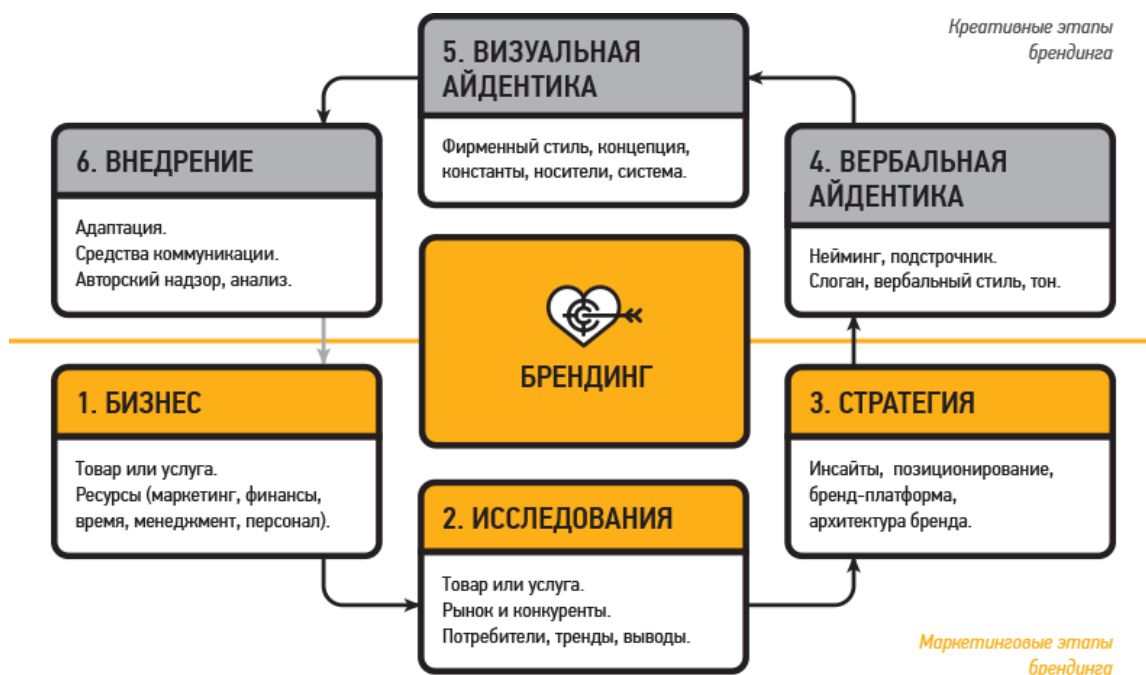 Креативные этапы
брендинга
5. ВИЗУАЛЬНАЯ
АЙДЕНТИКА
Фирменный стиль, концепция,
константы, носители, система.
6. ВНЕДРЕНИЕ
Адаптация.
Средства коммуникации.
Авторский надзор, анализ.
4. ВЕРБАЛЬНАЯ
АЙДЕНТИКА
Нейминг, подстрочник.
Слоган, вербальный стиль, тон.
БРЕНДИНГ
1. БИЗНЕС
Товар или услуга.
Ресурсы (маркетинг, финансы,
время, менеджмент, персонал).
2. ИССЛЕДОВАНИЯ
Товар или услуга.
Рынок и конкуренты.
Потребители, тренды, выводы.
3. СТРАТЕГИЯ
Инсайты, позиционирование,
бренд-платформа,
архитектура бренда.
Маркетинговые этапы
брендинга